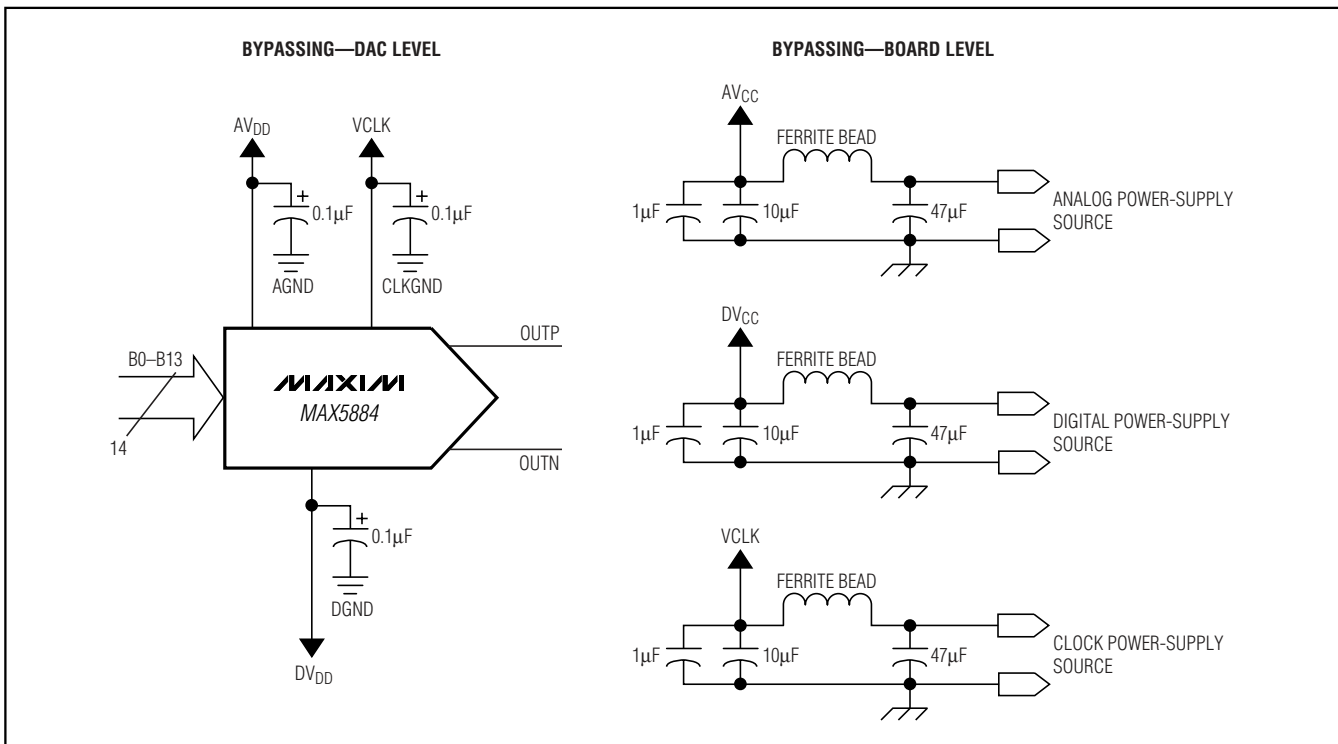 BYPASSING—DAC LEVEL
AVDD
VCLK
+
0.1µF
+
0.1µF
AGND
CLKGND
B0–B13
14
MAXIM
MAX5884
OUTP
OUTN
+
0.1µF
DGND
DVDD
BYPASSING—BOARD LEVEL
AVCC
FERRITE BEAD
1µF
10µF
47µF
ANALOG POWER-SUPPLY
SOURCE
DVCC
FERRITE BEAD
1µF
10µF
47µF
DIGITAL POWER-SUPPLY
SOURCE
VCLK
FERRITE BEAD
1µF
10µF
47µF
CLOCK POWER-SUPPLY
SOURCE